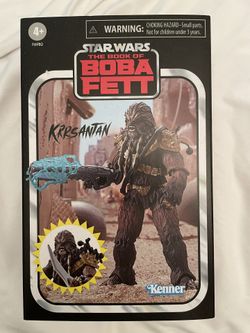 4+
⚠ WARNING: CHOKING HAZARD - Small parts.
Not for children under 3 years.
STAR WARS
THE BOOK OF
BOBA
FETT
KRRSANTAN
Kenner